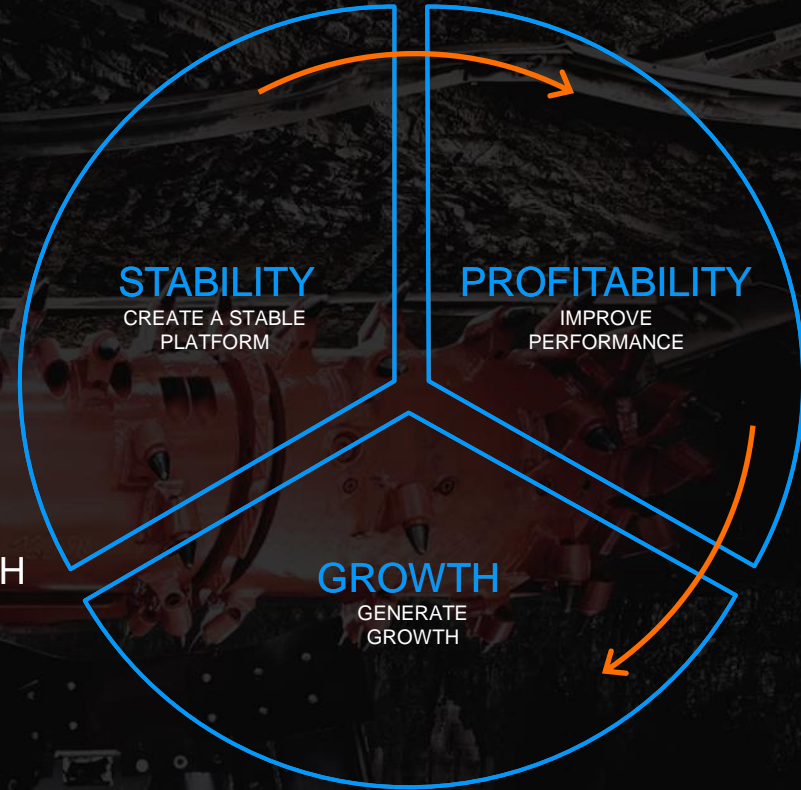 STABILITY
CREATE A STABLE
PLATFORM
PROFITABILITY
IMPROVE
PERFORMANCE
H
GROWTH
GENERATE
GROWTH